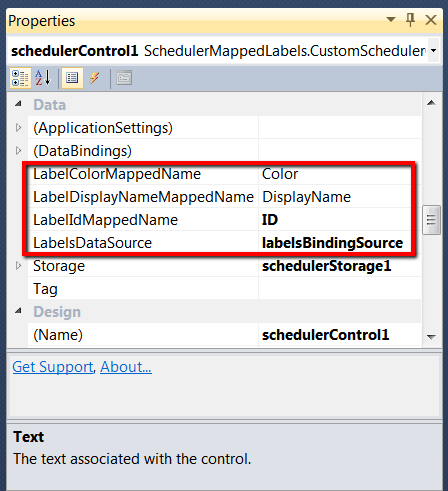 Properties
schedulerControl1 SchedulerMappedLabels.CustomScheduler
Data
(ApplicationSettings)
(DataBindings)
LabelColorMappedName Color
LabelDisplayNameMappedName DisplayName
LabelIdMappedName ID
LabelsDataSource labelsBindingSource
Storage schedulerStorage1
Tag
Design
(Name) schedulerControl1
Get Support, About...
Text
The text associated with the control.